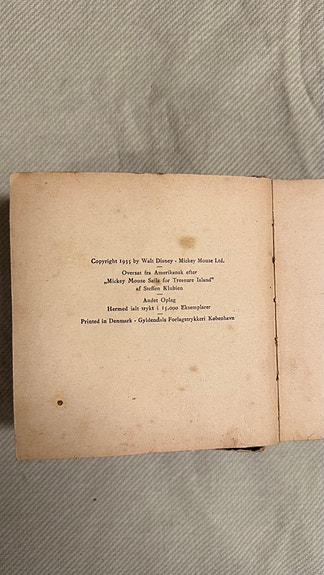 Copyright 1935 by Walt Disney - Mickey Mouse Ltd.
Oversat fra Amerikansk efter
„Mickey Mouse Sails for Treasure Island"
af Steffen Klubien
Andet Oplag
Hermed ialt trykt i 15.000 Eksemplarer
Printed in Denmark - Gyldendals Forlagstrykkeri København